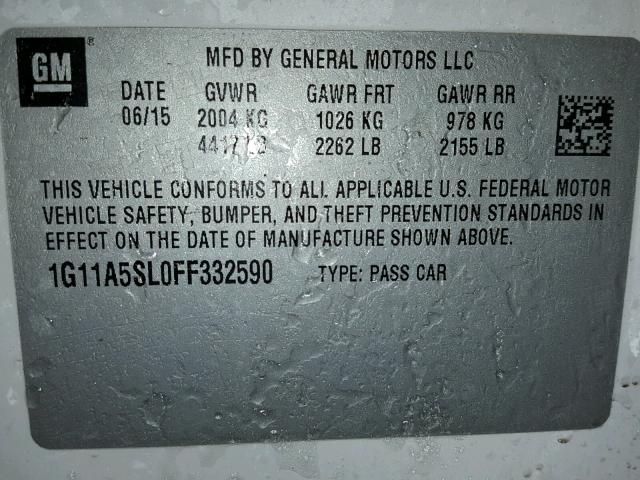 GM ®
MFD BY GENERAL MOTORS LLC
DATE GVWR GAWR FRT GAWR RR
06/15 2004 KG 1026 KG 978 KG
4417 LB 2262 LB 2155 LB
THIS VEHICLE CONFORMS TO ALL APPLICABLE U.S. FEDERAL MOTOR
VEHICLE SAFETY, BUMPER, AND THEFT PREVENTION STANDARDS IN
EFFECT ON THE DATE OF MANUFACTURE SHOWN ABOVE.
1G11A5SL0FF332590 TYPE: PASS CAR